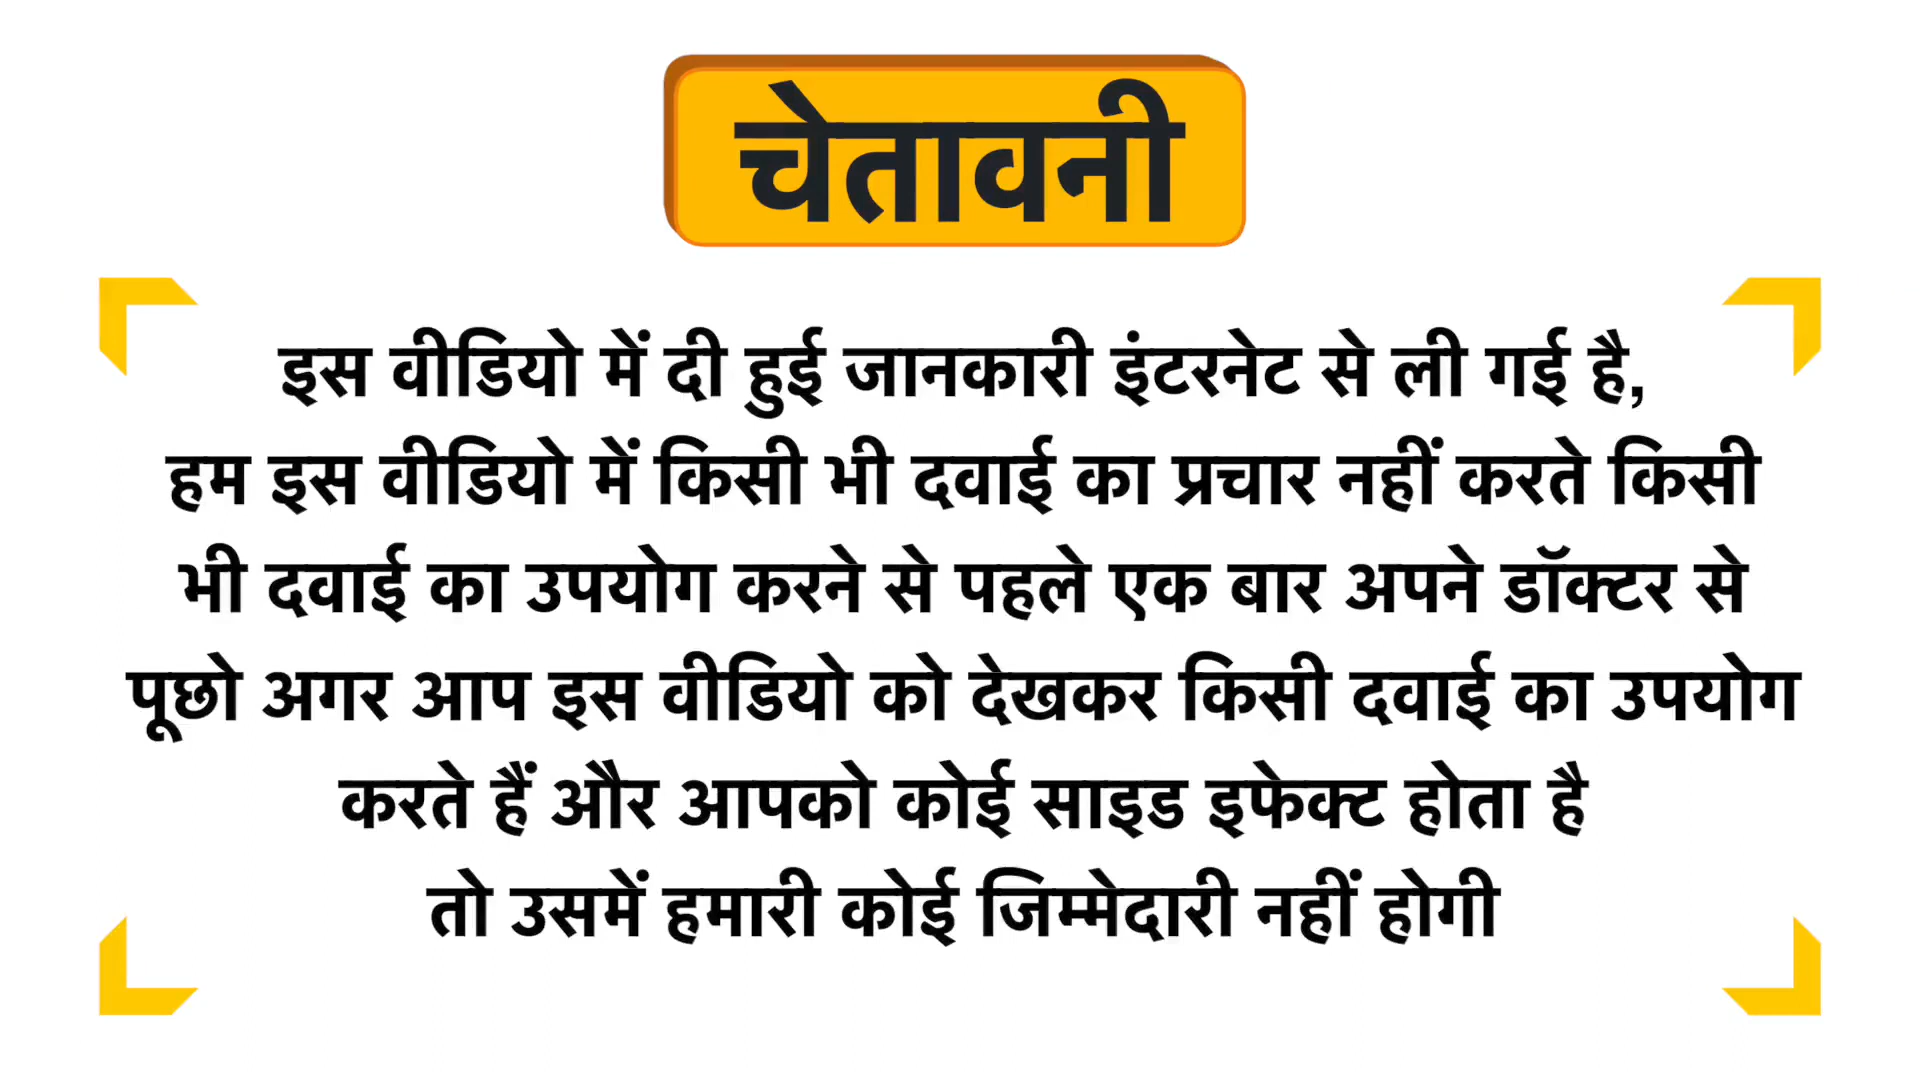 चेतावनी
इस वीडियो में दी हुई जानकारी इंटरनेट से ली गई है,
हम इस वीडियो में किसी भी दवाई का प्रचार नहीं करते किसी
भी दवाई का उपयोग करने से पहले एक बार अपने डॉक्टर से
पूछो अगर आप इस वीडियो को देखकर किसी दवाई का उपयोग
करते हैं और आपको कोई साइड इफेक्ट होता है
तो उसमें हमारी कोई जिम्मेदारी नहीं होगी